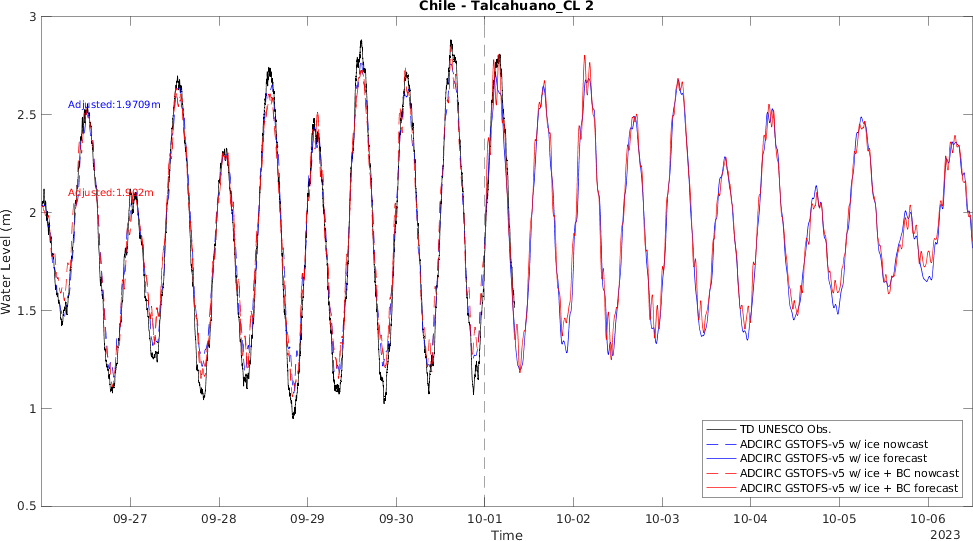 Chile - Talcahuano_CL 2
Water Level (m)
3
2.5
2
1.5
1
0.5
Adjusted:1.9709m
Adjusted:1.902m
TD UNESCO Obs.
ADCIRC GSTOFS-v5 w/ ice nowcast
ADCIRC GSTOFS-v5 w/ ice forecast
ADCIRC GSTOFS-v5 w/ ice + BC nowcast
ADCIRC GSTOFS-v5 w/ ice + BC forecast
09-27 09-28 09-29 09-30 10-01 10-02 10-03 10-04 10-05 10-06
Time
2023